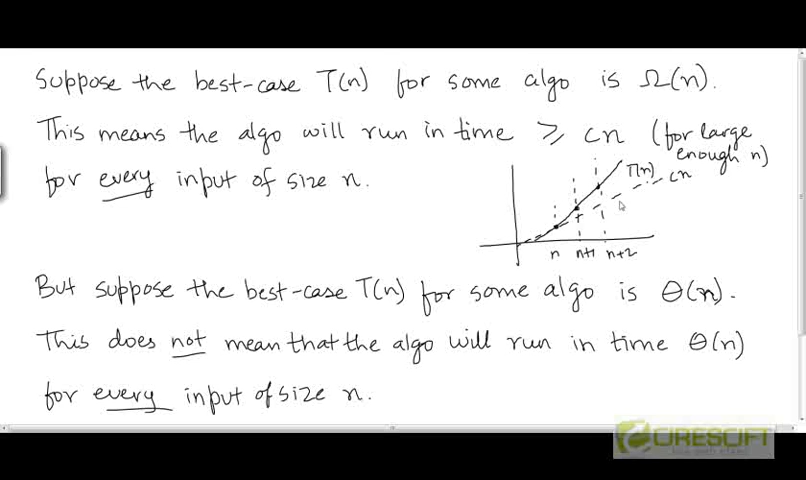 Suppose the best-case T(n) for some algo is Ω(n).
This means the algo will run in time ≥ cn (for large
enough n)
for every input of size n.
T(n)
cn
n n+1 n+2
But suppose the best-case T(n) for some algo is Θ(n).
This does not mean that the algo will run in time Θ(n)
for every input of size n.
CIRESOFT